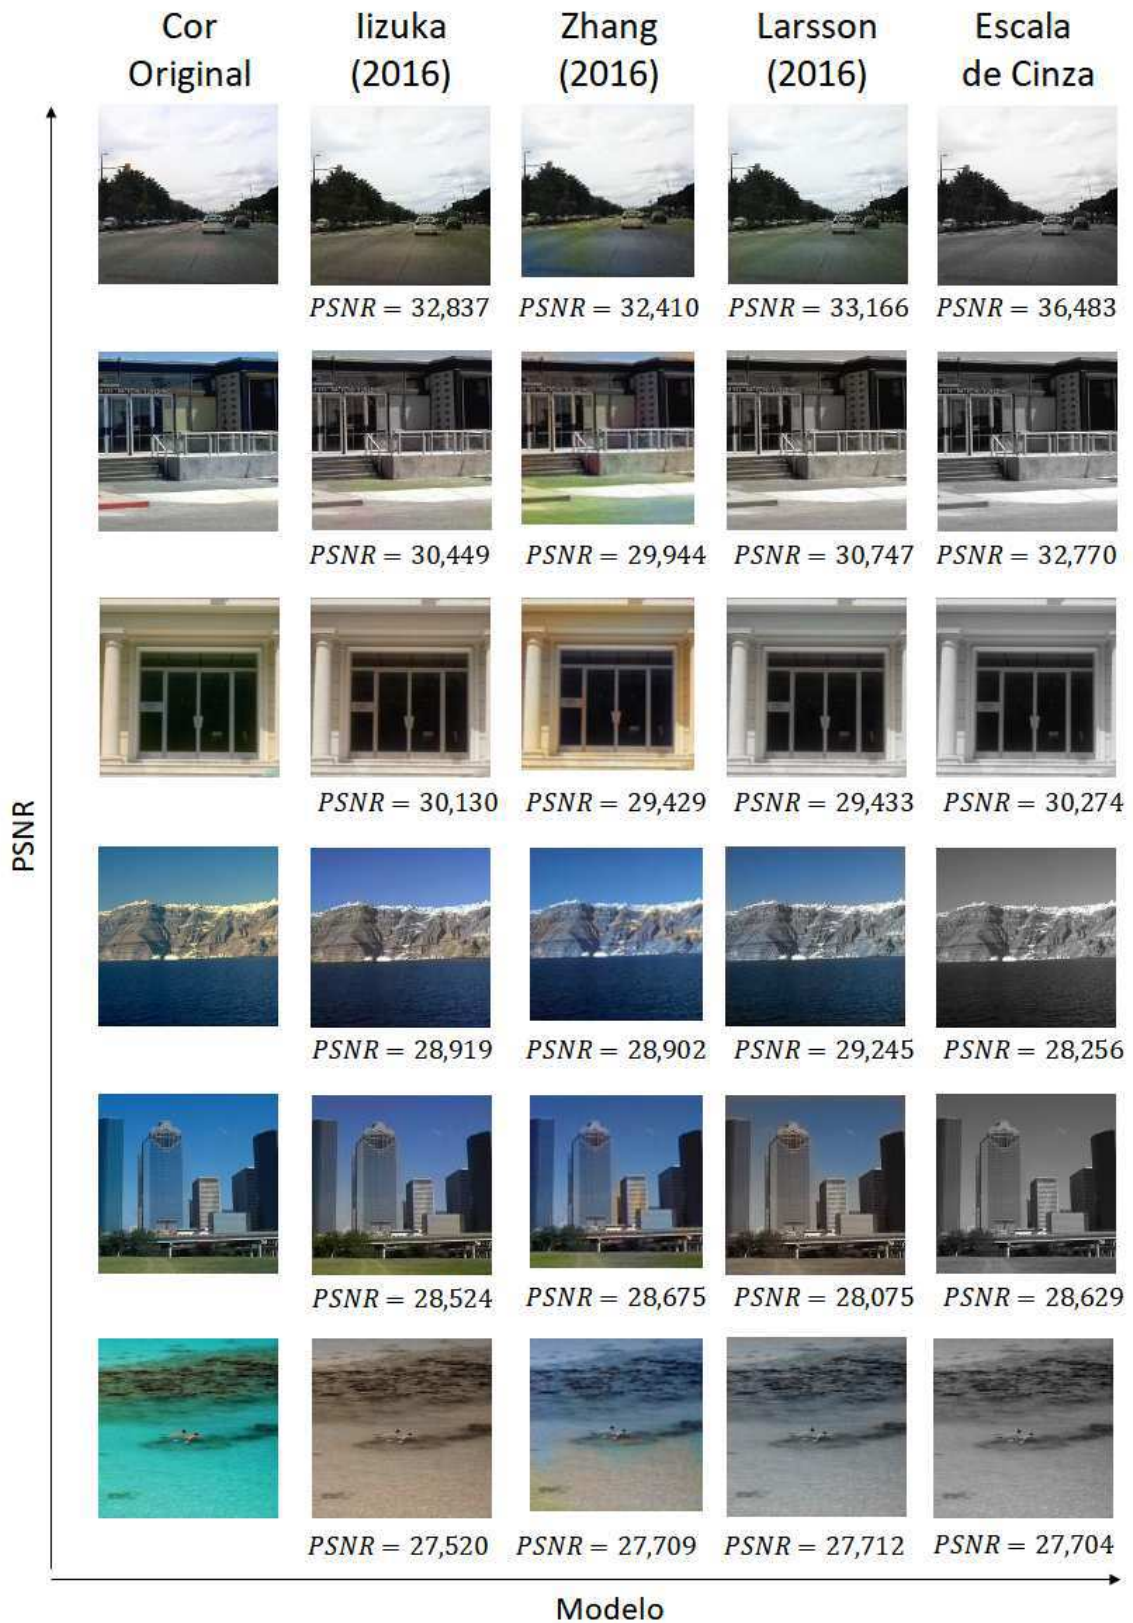 Cor Original
Iizuka (2016)
Zhang (2016)
Larsson (2016)
Escala de Cinza
PSNR = 32,837
PSNR = 32,410
PSNR = 33,166
PSNR = 36,483
PSNR = 30,449
PSNR = 29,944
PSNR = 30,747
PSNR = 32,770
PSNR = 30,130
PSNR = 29,429
PSNR = 29,433
PSNR = 30,274
PSNR
PSNR = 28,919
PSNR = 28,902
PSNR = 29,245
PSNR = 28,256
PSNR = 28,524
PSNR = 28,675
PSNR = 28,075
PSNR = 28,629
PSNR = 27,520
PSNR = 27,709
PSNR = 27,712
PSNR = 27,704
Modelo